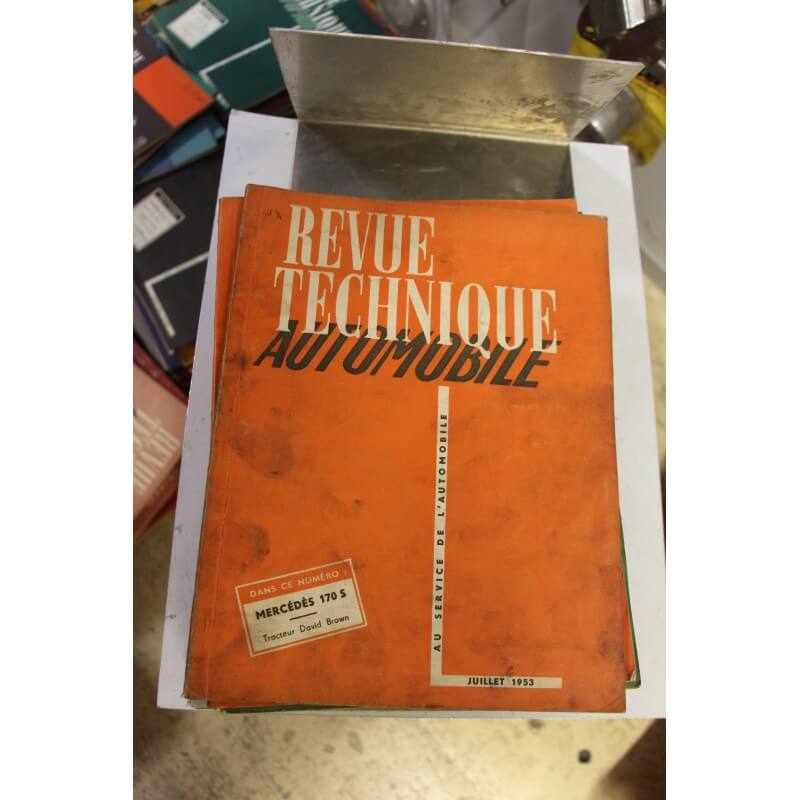 REVUE
TECHNIQUE
AUTOMOBILE
AU SERVICE DE L'AUTOMOBILE
DANS CE NUMÉRO :
MERCÉDÈS 170 S
Tracteur David Brown
JUILLET 1953